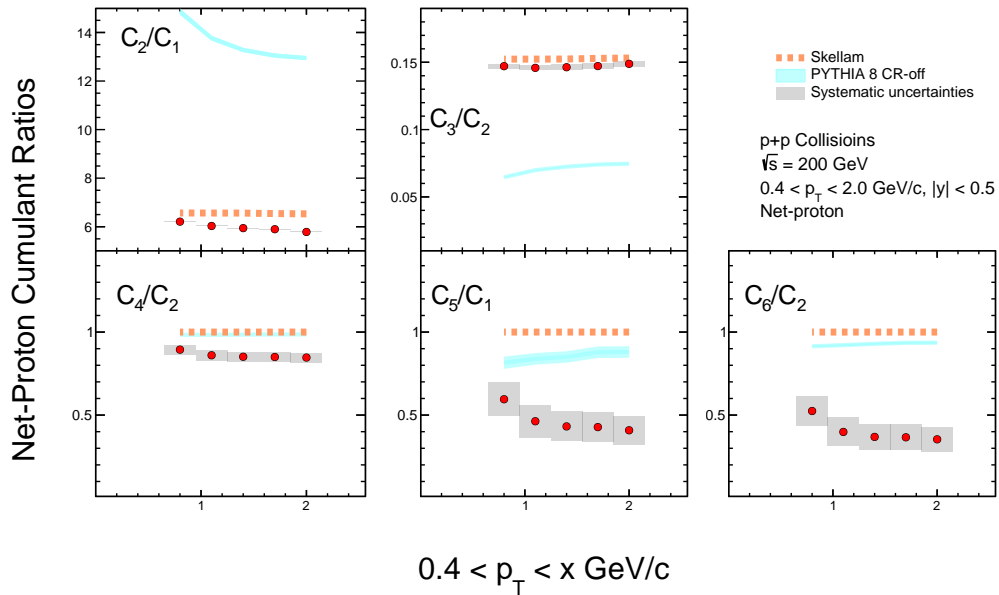 Net-Proton Cumulant Ratios
C₂/C₁
14
12
10
8
6
C₃/C₂
0.15
0.1
0.05
Skellam
PYTHIA 8 CR-off
Systematic uncertainties
p+p Collisioins
√s = 200 GeV
0.4 < p_T < 2.0 GeV/c, |y| < 0.5
Net-proton
C₄/C₂
1
0.5
1 2
C₅/C₁
1
0.5
1 2
C₆/C₂
1
0.5
1 2
0.4 < p_T < x GeV/c